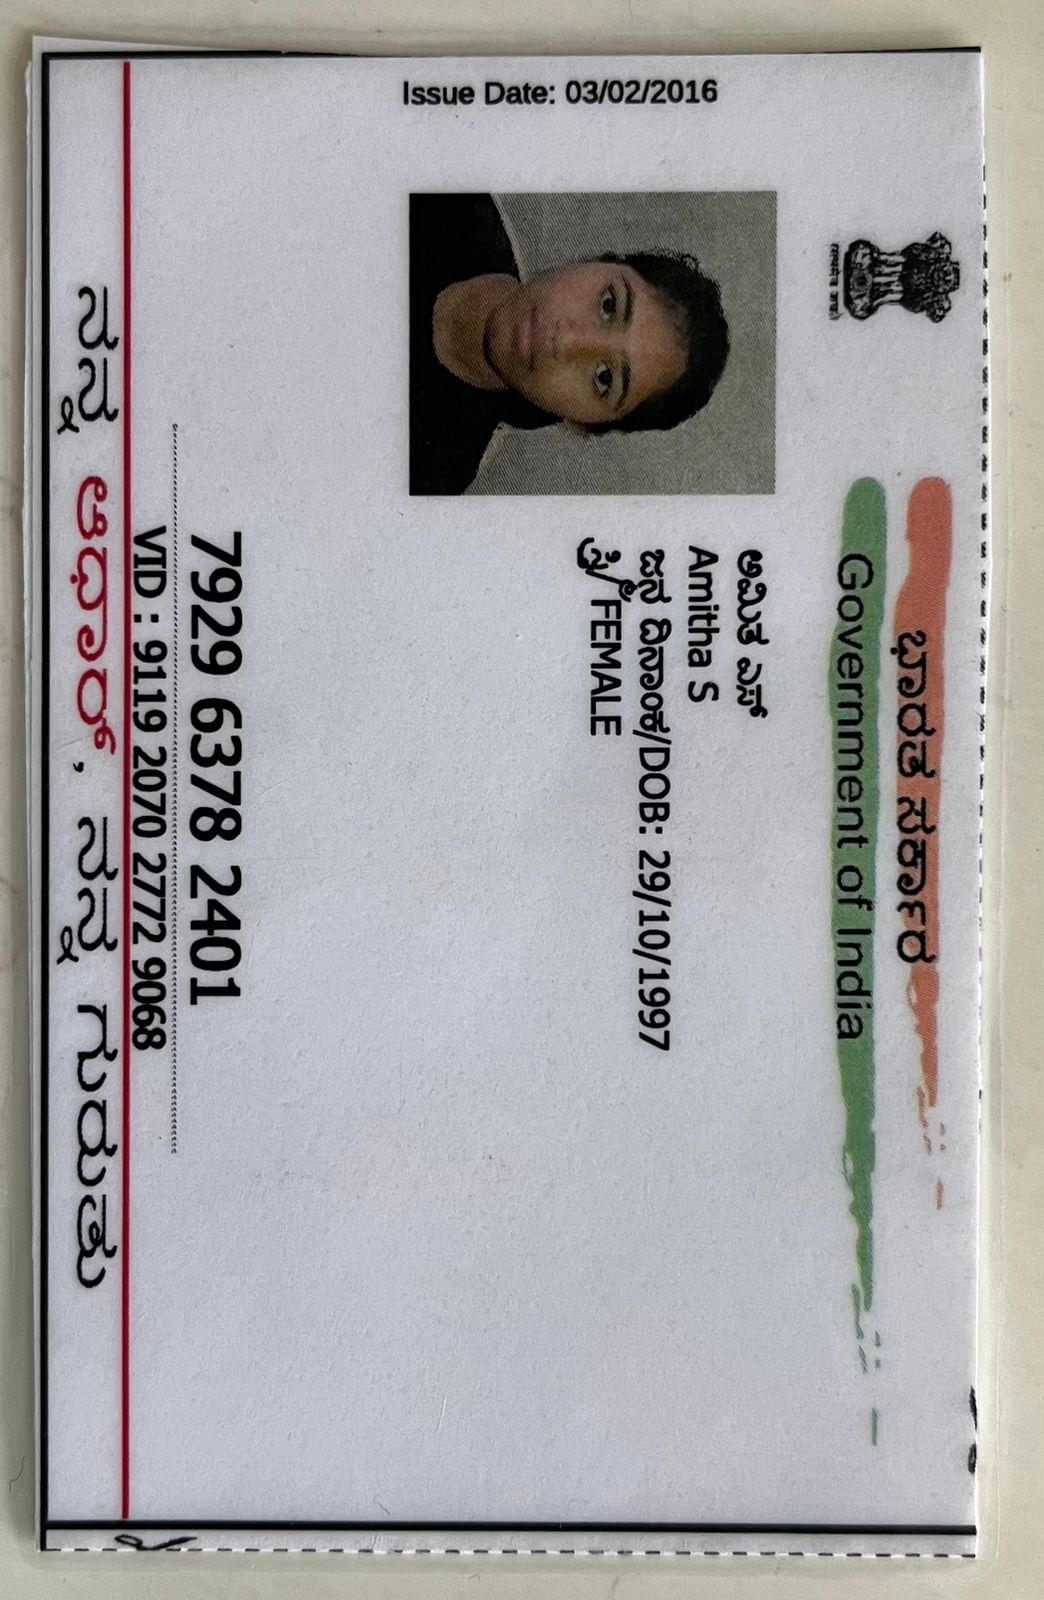 ಭಾರತ ಸರ್ಕಾರ
Government of India
Issue Date: 03/02/2016
ಅಮಿತ ಎಸ್
Amitha S
ಜನ್ಮ ದಿನಾಂಕ/DOB: 29/10/1997
ಸ್ತ್ರೀ/ FEMALE
7929 6378 2401
VID : 9119 2070 2772 9068
ನನ್ನ ಆಧಾರ್, ನನ್ನ ಗುರುತು